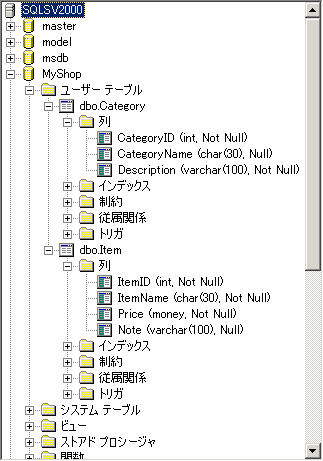 SQLSV2000
master
model
msdb
MyShop
ユーザー テーブル
dbo.Category
列
CategoryID (int, Not Null)
CategoryName (char(30), Null)
Description (varchar(100), Not Null)
インデックス
制約
従属関係
トリガ
dbo.Item
列
ItemID (int, Not Null)
ItemName (char(30), Not Null)
Price (money, Not Null)
Note (varchar(100), Null)
インデックス
制約
従属関係
トリガ
システム テーブル
ビュー
ストアド プロシージャ
関数